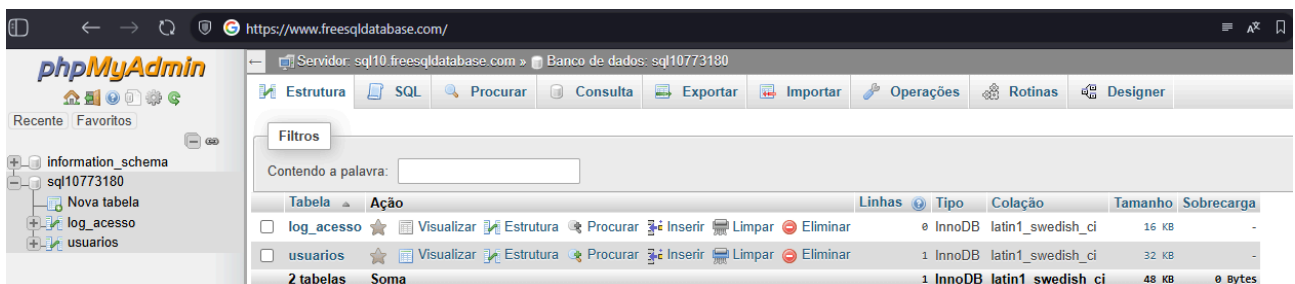 https://www.freesqldatabase.com/
phpMyAdmin
Recente Favoritos
information_schema
sql10773180
Nova tabela
log_acesso
usuarios
Servidor: sql10.freesqldatabase.com » Banco de dados: sql10773180
Estrutura SQL Procurar Consulta Exportar Importar Operações Rotinas Designer
Filtros
Contendo a palavra:
Tabela Ação Linhas Tipo Colação Tamanho Sobrecarga
log_acesso Visualizar Estrutura Procurar Inserir Limpar Eliminar 0 InnoDB latin1_swedish_ci 16 KB -
usuarios Visualizar Estrutura Procurar Inserir Limpar Eliminar 1 InnoDB latin1_swedish_ci 32 KB -
2 tabelas Soma 1 InnoDB latin1_swedish_ci 48 KB 0 Bytes